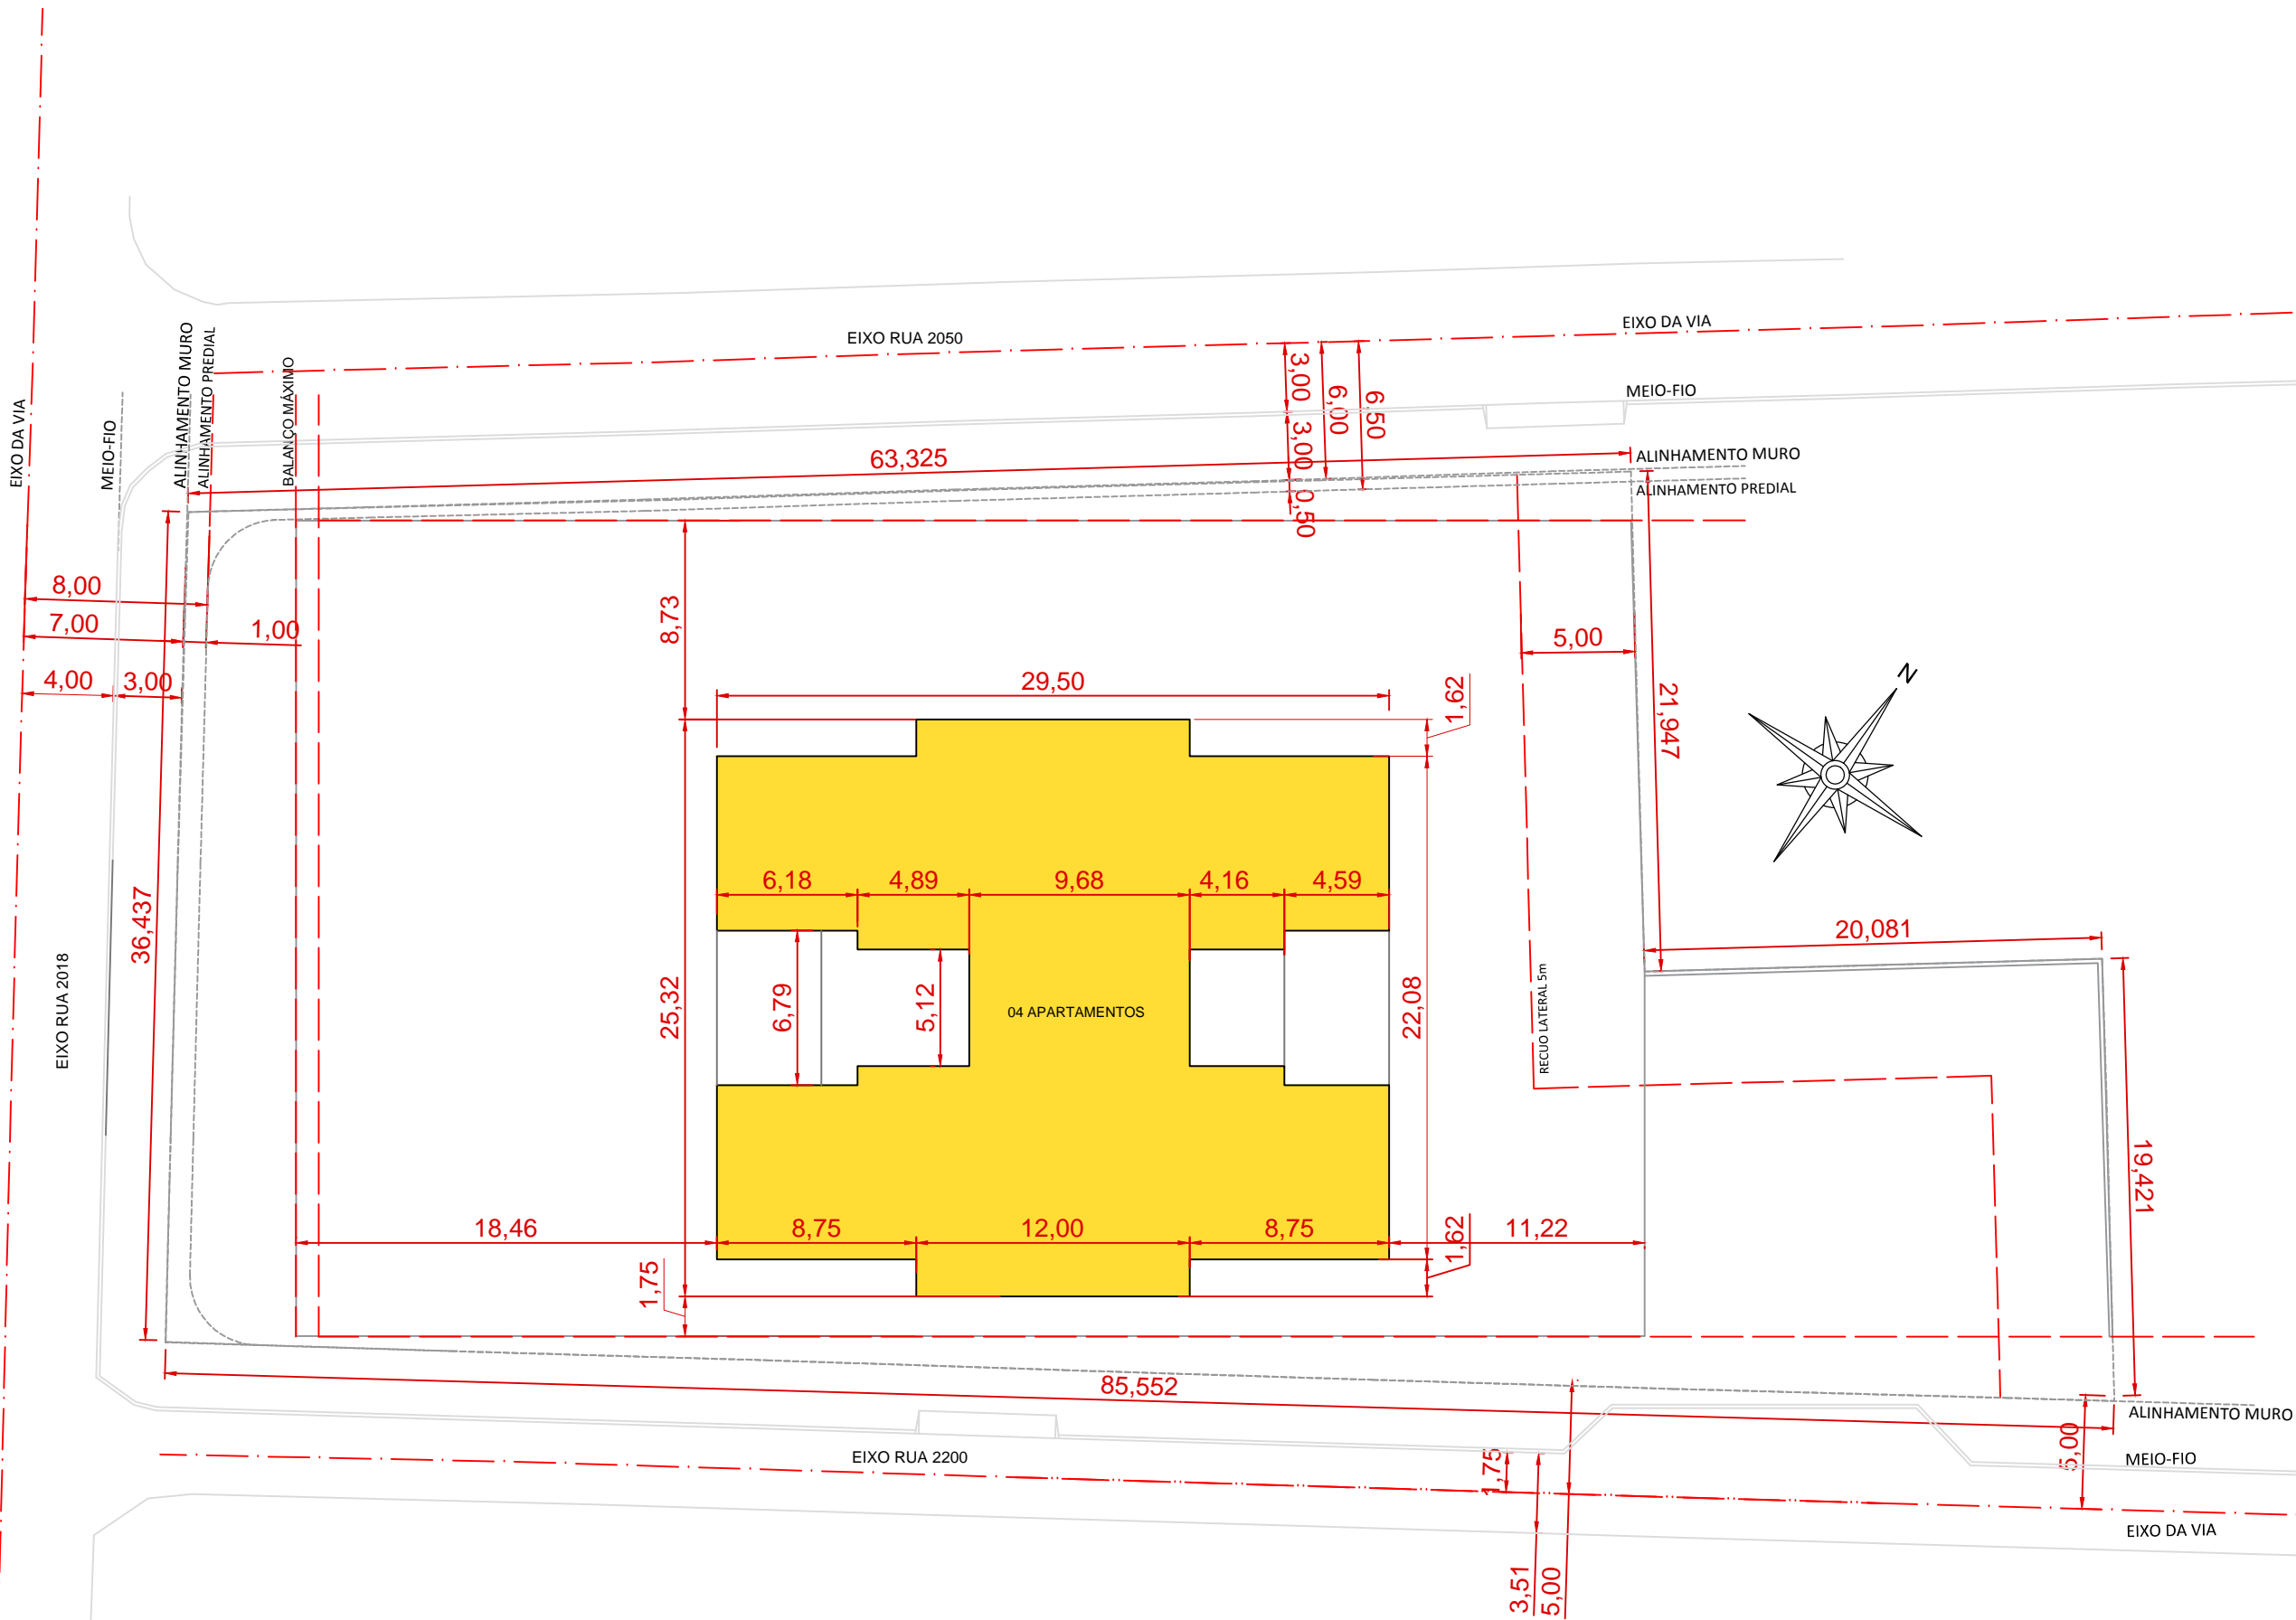 EIXO RUA 2050
EIXO DA VIA
MEIO-FIO
ALINHAMENTO MURO
ALINHAMENTO PREDIAL
EIXO DA VIA
MEIO-FIO
ALINHAMENTO MURO
ALINHAMENTO PREDIAL
BALANÇO MÁXIMO
3,00
6,00
6,50
3,00
0,50
63,325
8,00
7,00
1,00
4,00
3,00
8,73
5,00
29,50
1,62
21,947
N
36,437
6,18
4,89
9,68
4,16
4,59
20,081
EIXO RUA 2018
25,32
6,79
5,12
04 APARTAMENTOS
22,08
RECUO LATERAL 5m
19,421
18,46
8,75
12,00
8,75
1,62
11,22
1,75
85,552
ALINHAMENTO MURO
5,00
MEIO-FIO
EIXO RUA 2200
1,75
EIXO DA VIA
3,51
5,00